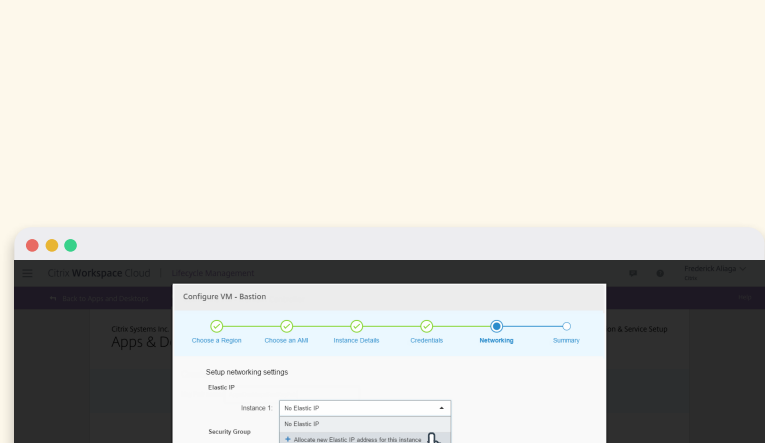 Citrix Workspace Cloud | Lifecycle Management
Frederick Aliaga
Back to Apps and Desktops
Help
Configure VM - Bastion
Citrix Systems Inc.
Apps & D
on & Service Setup
Choose a Region
Choose an AMI
Instance Details
Credentials
Networking
Summary
Setup networking settings
Elastic IP
Instance 1:
No Elastic IP
No Elastic IP
Security Group
+ Allocate new Elastic IP address for this instance